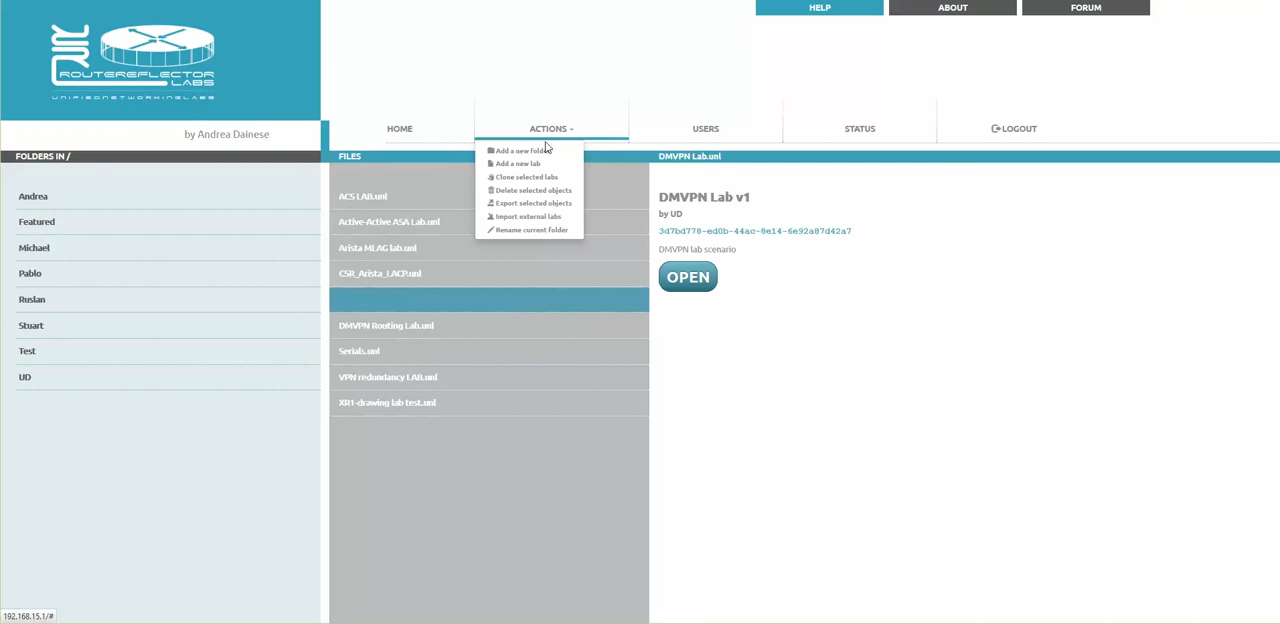 HELP
ABOUT
FORUM
ROUTEREFLECTOR
LABS
UNIFIEDNETWORKINGLABS
by Andrea Dainese
HOME
ACTIONS
USERS
STATUS
LOGOUT
FOLDERS IN /
FILES
DMVPN Lab.unl
Add a new folder
Add a new lab
Clone selected labs
Delete selected objects
Export selected objects
Import external labs
Rename current folder
Andrea
Featured
Michael
Pablo
Ruslan
Stuart
Test
UD
ACS LAB.unl
Active-Active ASA Lab.unl
Arista MLAG lab.unl
CSR_Arista_LACP.unl
DMVPN Routing Lab.unl
Serials.unl
VPN redundancy LAB.unl
XR1-drawing lab test.unl
DMVPN Lab v1
by UD
3d7bd778-ed0b-44ac-8e14-6e92a87d42a7
DMVPN lab scenario
OPEN
192.168.15.1/#